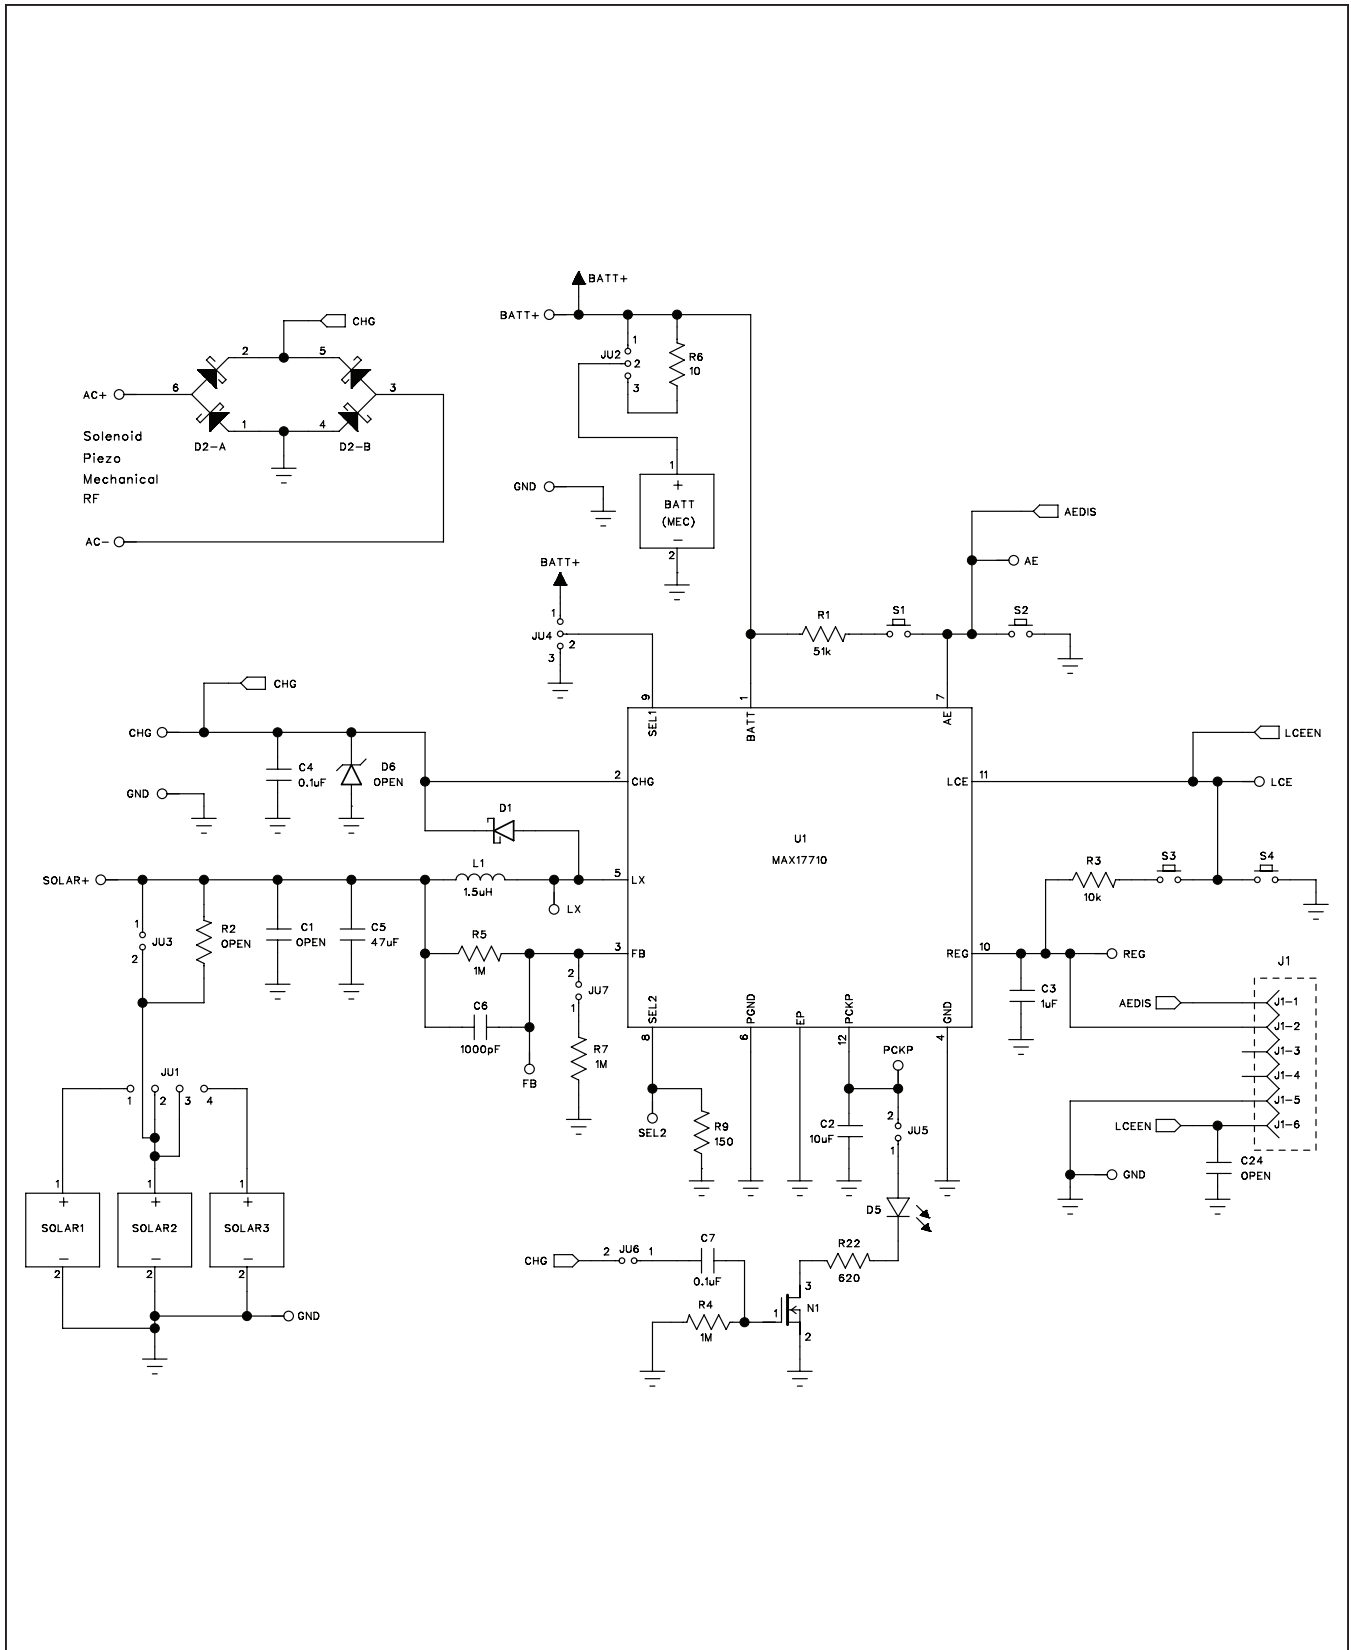 BATT+
BATT+
JU2
1
2
3
R6
10
CHG
2
5
6
3
1
4
AC+
D2-A
D2-B
Solenoid
Piezo
Mechanical
RF
AC-
GND
1
+
BATT
(MEC)
−
2
AEDIS
AE
BATT+
1
JU4
2
3
R1
51k
S1
S2
9
1
7
SEL1
BATT
AE
CHG
CHG
C4
0.1uF
D6
OPEN
GND
2
CHG
D1
LCE
11
LCEEN
LCE
U1
MAX17710
SOLAR+
L1
1.5uH
5
LX
LX
R3
10k
S3
S4
1
JU3
2
R2
OPEN
C1
OPEN
C5
47uF
R5
1M
3
FB
2
JU7
1
C6
1000pF
FB
R7
1M
REG
10
REG
C3
1uF
J1
AEDIS
J1-1
J1-2
J1-3
J1-4
J1-5
J1-6
LCEEN
C24
OPEN
GND
SEL2
PGND
EP
PCKP
GND
8
6
12
4
PCKP
SEL2
R9
150
C2
10uF
2
JU5
1
D5
JU1
1
2
3
4
1
+
SOLAR1
−
2
1
+
SOLAR2
−
2
1
+
SOLAR3
−
2
GND
CHG
2
JU6
1
C7
0.1uF
R22
620
R4
1M
1
3
N1
2